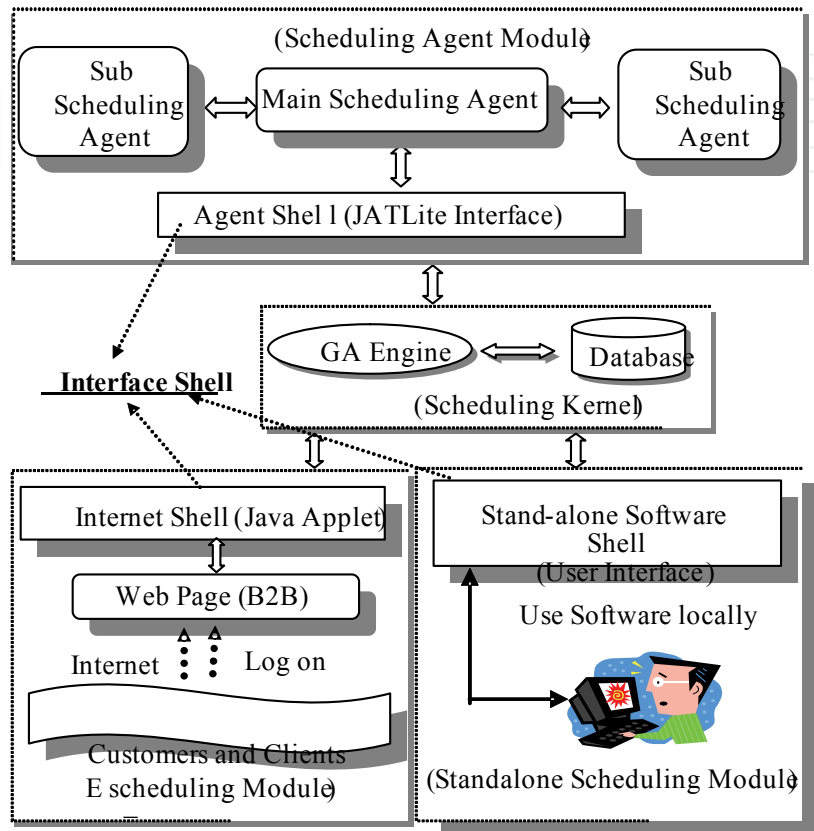 (Scheduling Agent Module)
Sub
Scheduling
Agent
Main Scheduling Agent
Sub
Scheduling
Agent
Agent Shel l (JATLite Interface)
GA Engine
Database
Interface Shell
(Scheduling Kernel)
Internet Shell (Java Applet)
Web Page (B2B)
Internet
Log on
Customers and Clients
E scheduling Module)
Stand-alone Software
Shell
(User Interface)
Use Software locally
(Standalone Scheduling Module)